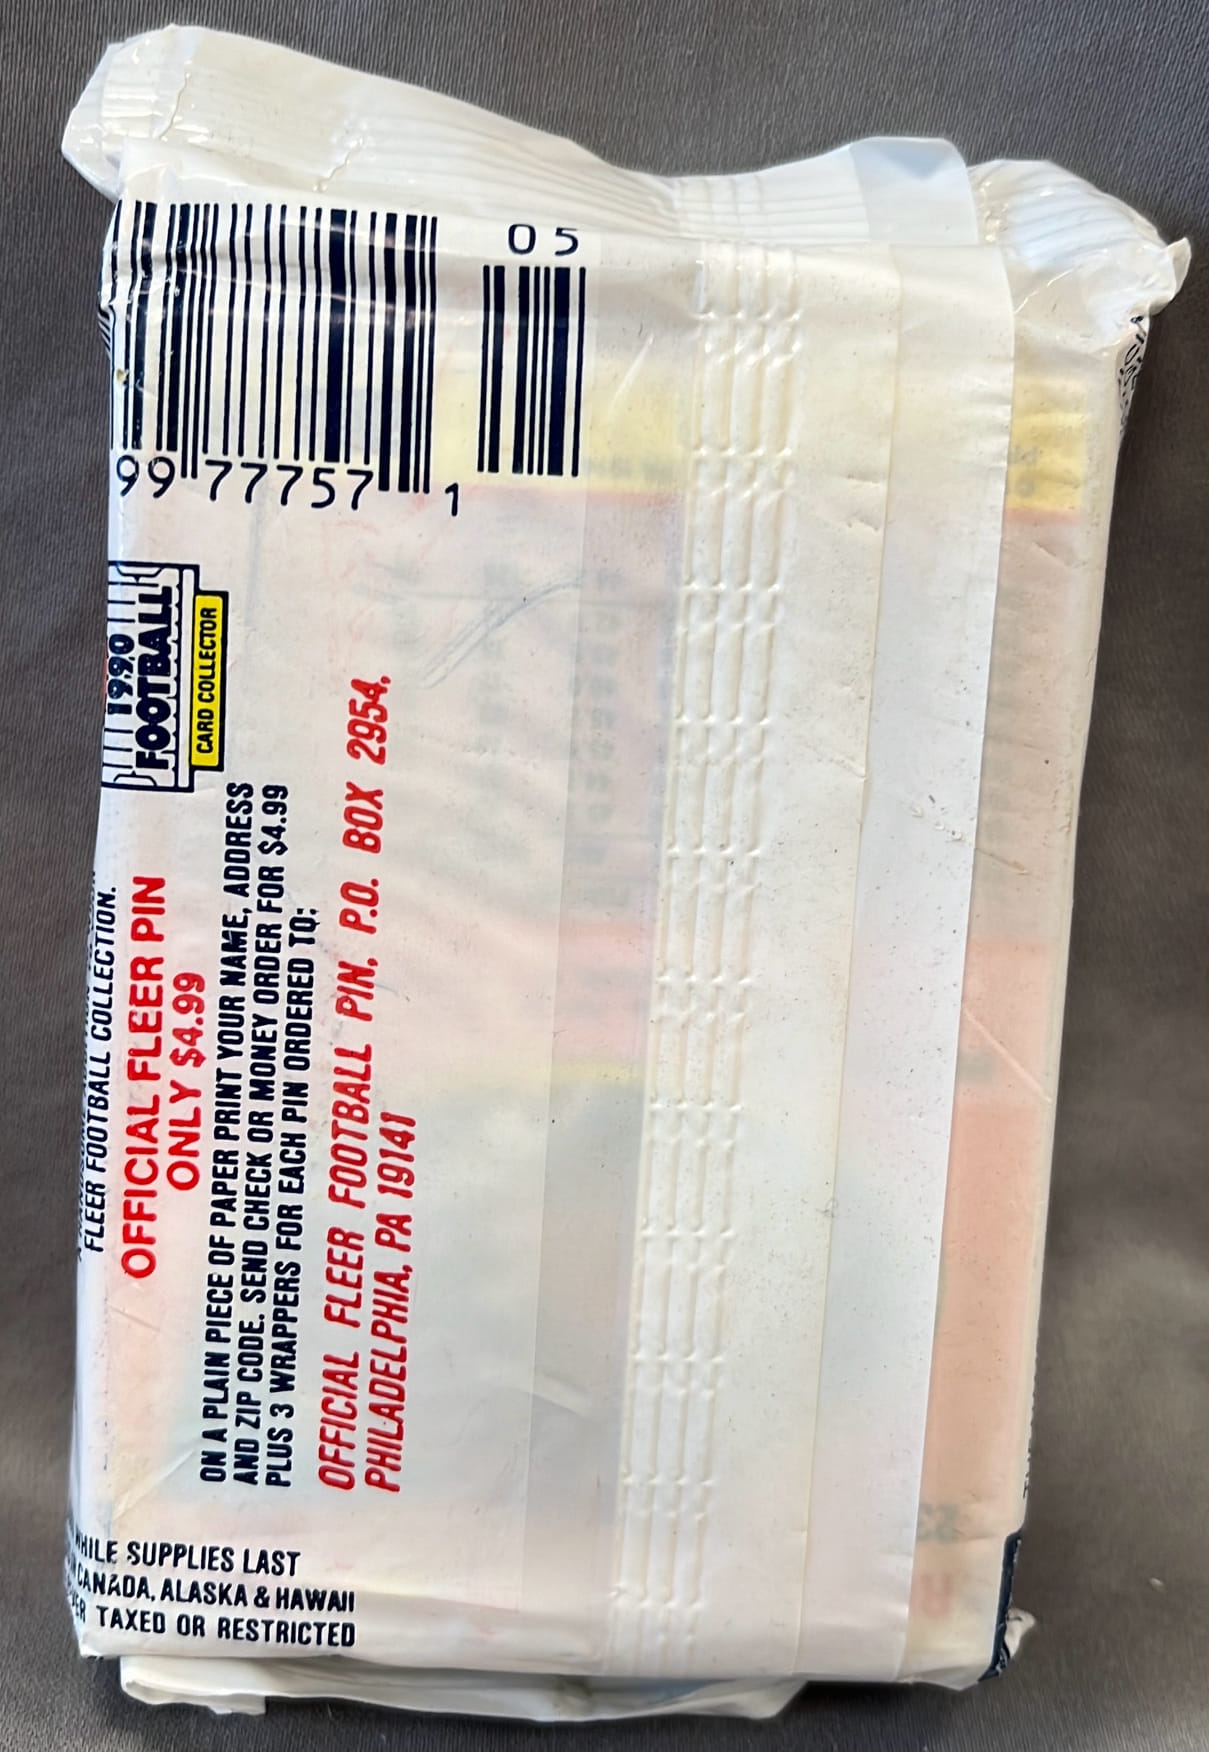 05
99 77757 1
1990
FOOTBALL
CARD COLLECTOR
FLEER FOOTBALL COLLECTION.
OFFICIAL FLEER PIN
ONLY $4.99
ON A PLAIN PIECE OF PAPER PRINT YOUR NAME, ADDRESS
AND ZIP CODE. SEND CHECK OR MONEY ORDER FOR $4.99
PLUS 3 WRAPPERS FOR EACH PIN ORDERED TO:
OFFICIAL FLEER FOOTBALL PIN, P.O. BOX 2954,
PHILADELPHIA, PA 19141
WHILE SUPPLIES LAST
CANADA, ALASKA & HAWAII
TAXED OR RESTRICTED